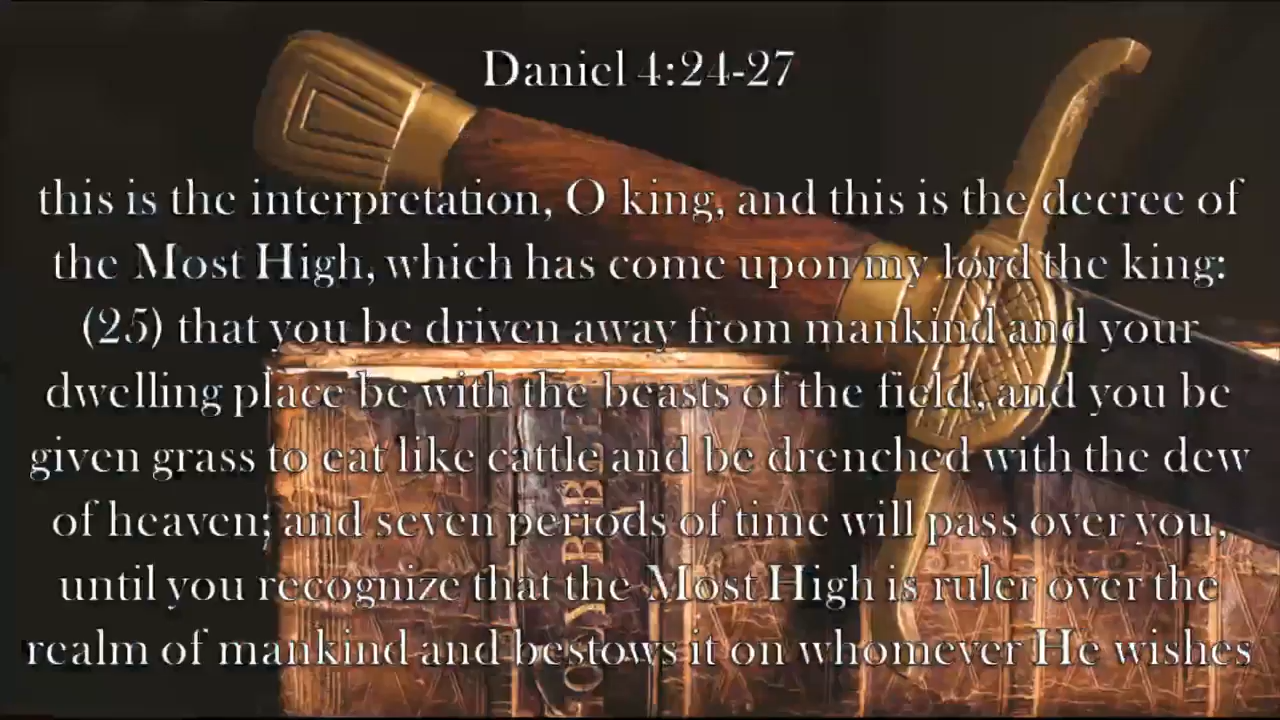 Daniel 4:24-27
this is the interpretation, O king, and this is the decree of
the Most High, which has come upon my lord the king:
(25) that you be driven away from mankind and your
dwelling place be with the beasts of the field, and you be
given grass to eat like cattle and be drenched with the dew
of heaven; and seven periods of time will pass over you,
until you recognize that the Most High is ruler over the
realm of mankind and bestows it on whomever He wishes